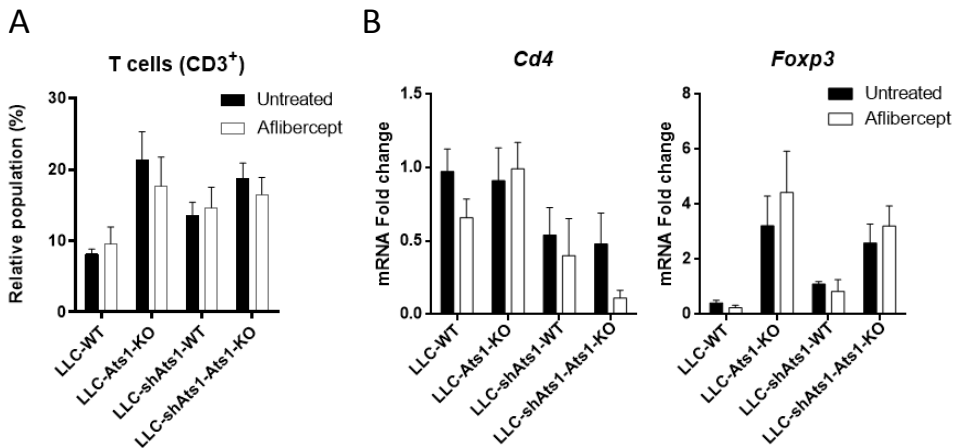 A
T cells (CD3+)
Untreated
Aflibercept
Relative population (%)
30
20
10
0
LLC-WT
LLC-Ats1-KO
LLC-shAts1-WT
LLC-shAts1-Ats1-KO
B
Cd4
mRNA Fold change
1.5
1.0
0.5
0.0
LLC-WT
LLC-Ats1-KO
LLC-shAts1-WT
LLC-shAts1-Ats1-KO
Foxp3
Untreated
Aflibercept
mRNA Fold change
8
6
4
2
0
LLC-WT
LLC-Ats1-KO
LLC-shAts1-WT
LLC-shAts1-Ats1-KO